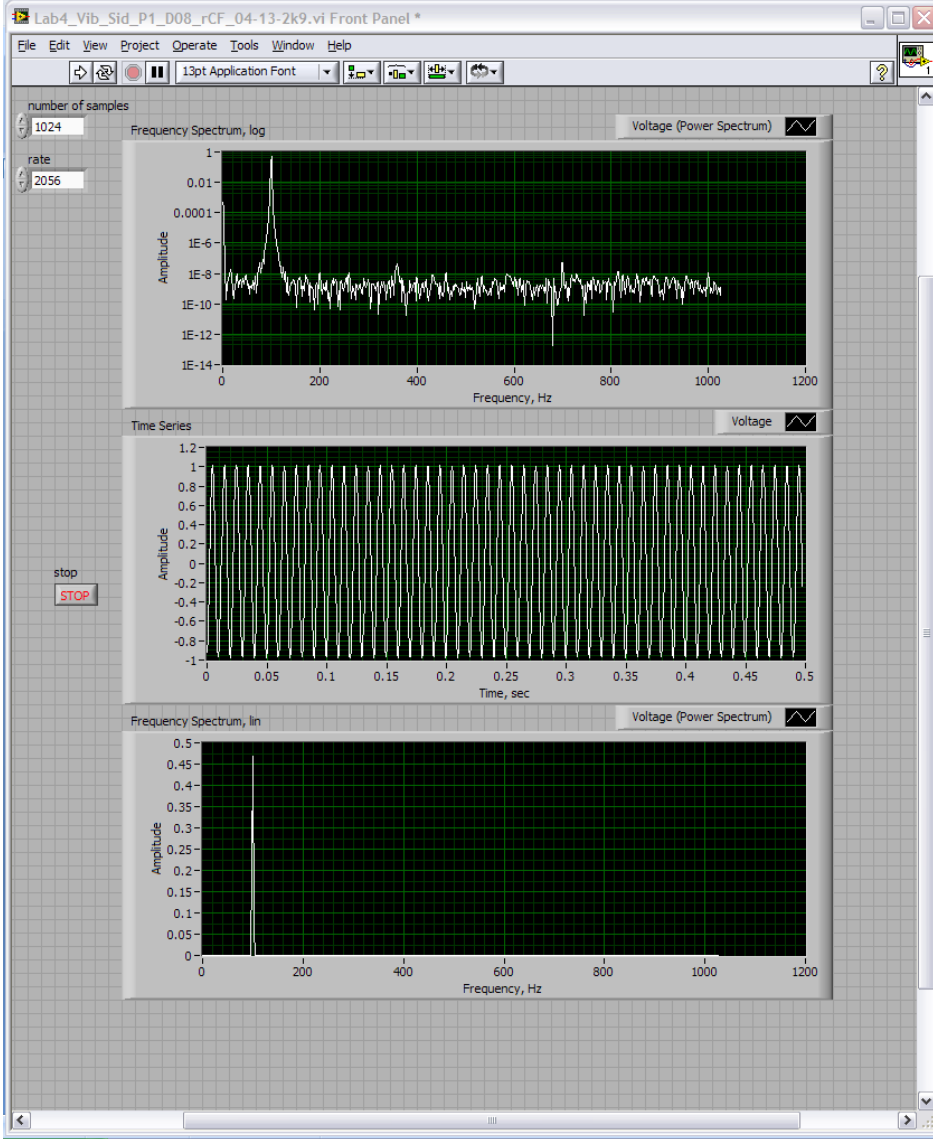 Lab4_Vib_Sid_P1_D08_rCF_04-13-2k9.vi Front Panel *
File Edit View Project Operate Tools Window Help
13pt Application Font
1
number of samples
1024
rate
2056
Frequency Spectrum, log
Voltage (Power Spectrum)
1
0.01
0.0001
1E-6
1E-8
1E-10
1E-12
1E-14
Amplitude
0 200 400 600 800 1000 1200
Frequency, Hz
Time Series
Voltage
1.2
1
0.8
0.6
0.4
0.2
0
-0.2
-0.4
-0.6
-0.8
-1
Amplitude
0 0.05 0.1 0.15 0.2 0.25 0.3 0.35 0.4 0.45 0.5
Time, sec
stop
STOP
Frequency Spectrum, lin
Voltage (Power Spectrum)
0.5
0.45
0.4
0.35
0.3
0.25
0.2
0.15
0.1
0.05
0
Amplitude
0 200 400 600 800 1000 1200
Frequency, Hz